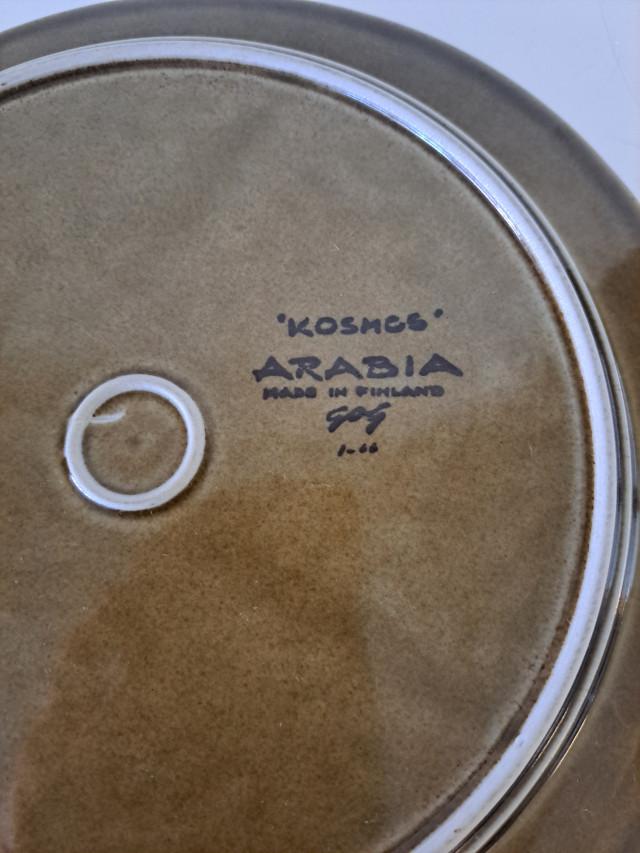 "KOSMOS"
ARABIA
MADE IN FINLAND
GOG
1-66